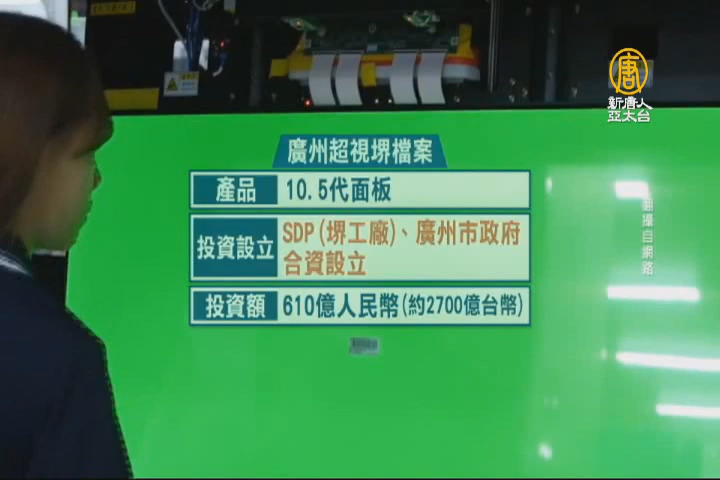 唐
新唐人
亞太台
廣州超視堺檔案
產品
10.5代面板
投資設立
SDP(堺工廠)、廣州市政府
合資設立
投資額
610億人民幣(約2700億台幣)
翻攝自網路